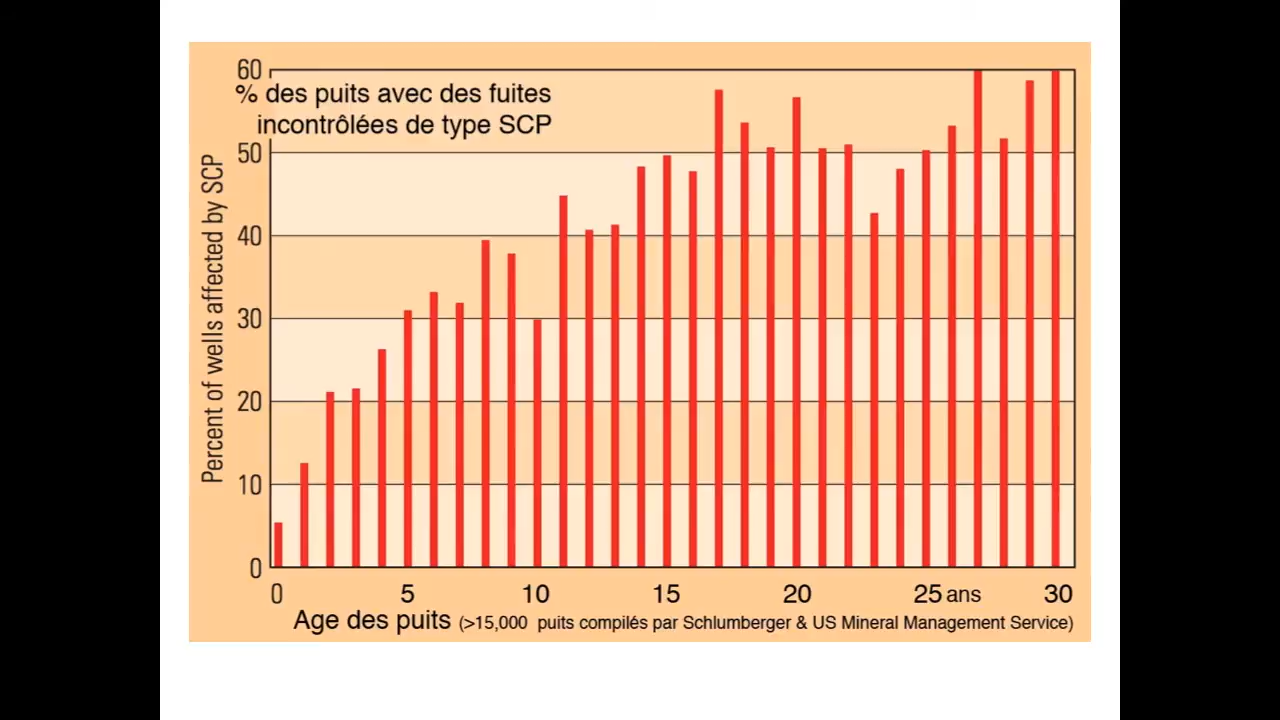 60
% des puits avec des fuites
incontrôlées de type SCP
50
40
30
20
10
0
Percent of wells affected by SCP
0 5 10 15 20 25 ans 30
Age des puits (>15,000 puits compilés par Schlumberger & US Mineral Management Service)